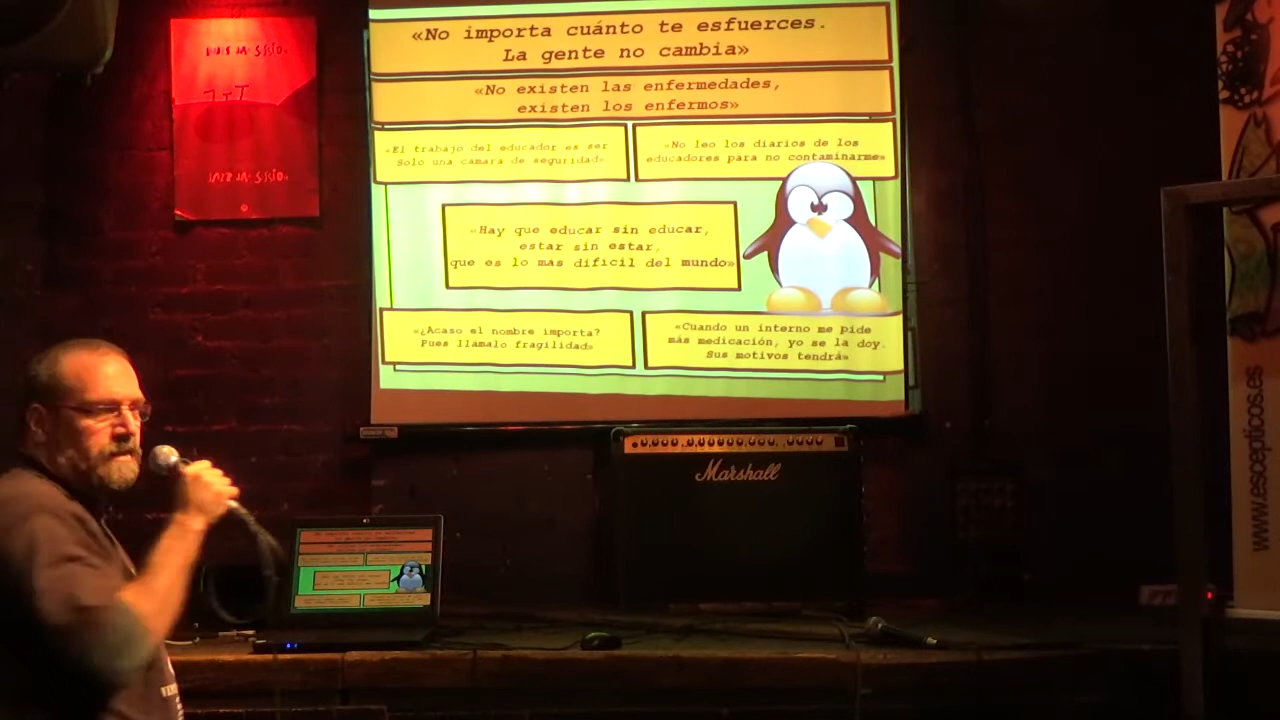 «No importa cuánto te esfuerces.
La gente no cambia»
«No existen las enfermedades,
existen los enfermos»
«El trabajo del educador es ser
Solo una cámara de seguridad»
«No leo los diarios de los
educadores para no contaminarme»
«Hay que educar sin educar,
estar sin estar,
que es lo mas dificil del mundo»
«¿Acaso el nombre importa?
Pues llamalo fragilidad»
«Cuando un interno me pide
más medicación, yo se la doy.
Sus motivos tendrá»
Marshall
www.escepticos.es